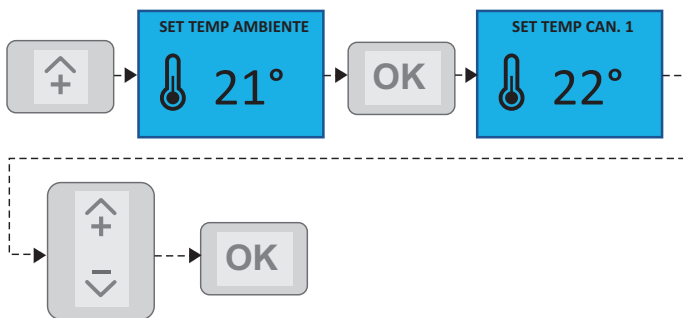 +
SET TEMP AMBIENTE
21°
OK
SET TEMP CAN. 1
22°
+
−
OK